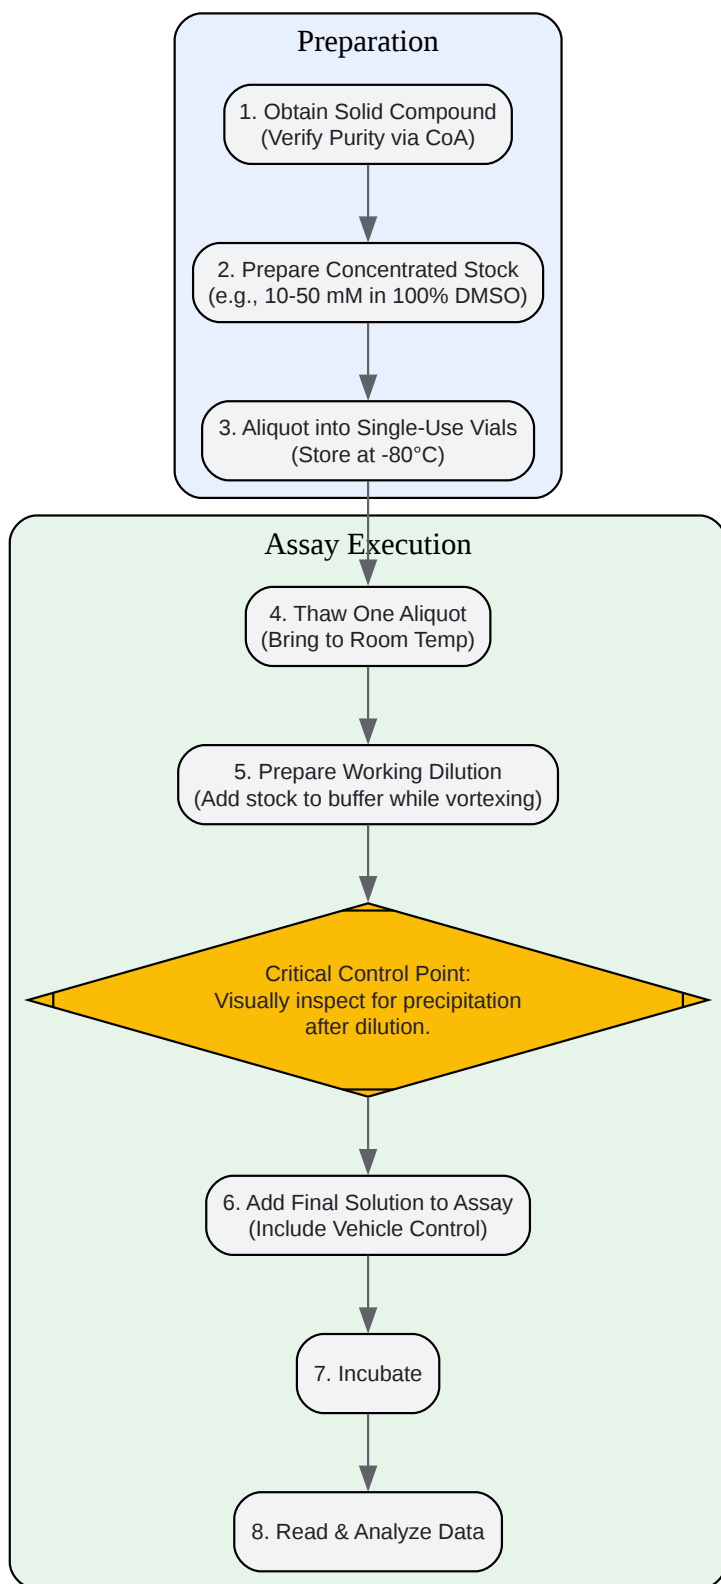 Preparation
1. Obtain Solid Compound
(Verify Purity via CoA)
2. Prepare Concentrated Stock
(e.g., 10-50 mM in 100% DMSO)
3. Aliquot into Single-Use Vials
(Store at -80°C)
Assay Execution
4. Thaw One Aliquot
(Bring to Room Temp)
5. Prepare Working Dilution
(Add stock to buffer while vortexing)
Critical Control Point:
Visually inspect for precipitation
after dilution.
6. Add Final Solution to Assay
(Include Vehicle Control)
7. Incubate
8. Read & Analyze Data